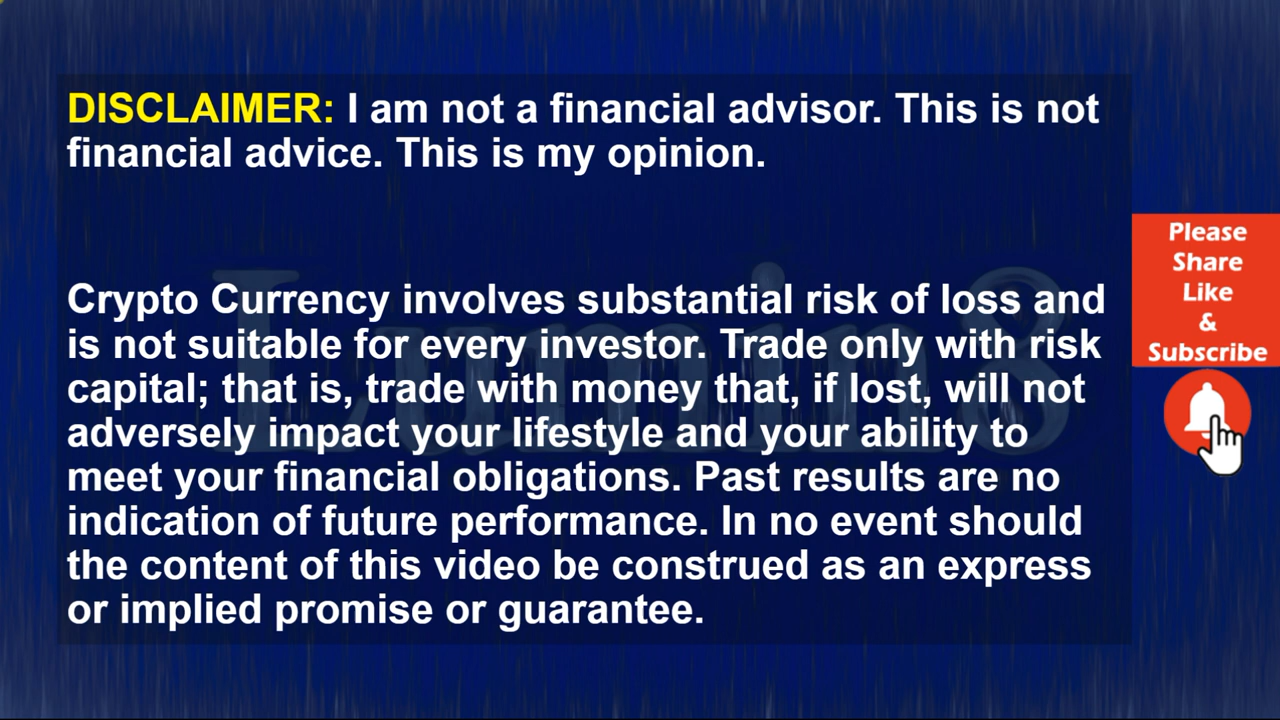 DISCLAIMER: I am not a financial advisor. This is not
financial advice. This is my opinion.
Crypto Currency involves substantial risk of loss and
is not suitable for every investor. Trade only with risk
capital; that is, trade with money that, if lost, will not
adversely impact your lifestyle and your ability to
meet your financial obligations. Past results are no
indication of future performance. In no event should
the content of this video be construed as an express
or implied promise or guarantee.
Lumin8
Please
Share
Like
&
Subscribe